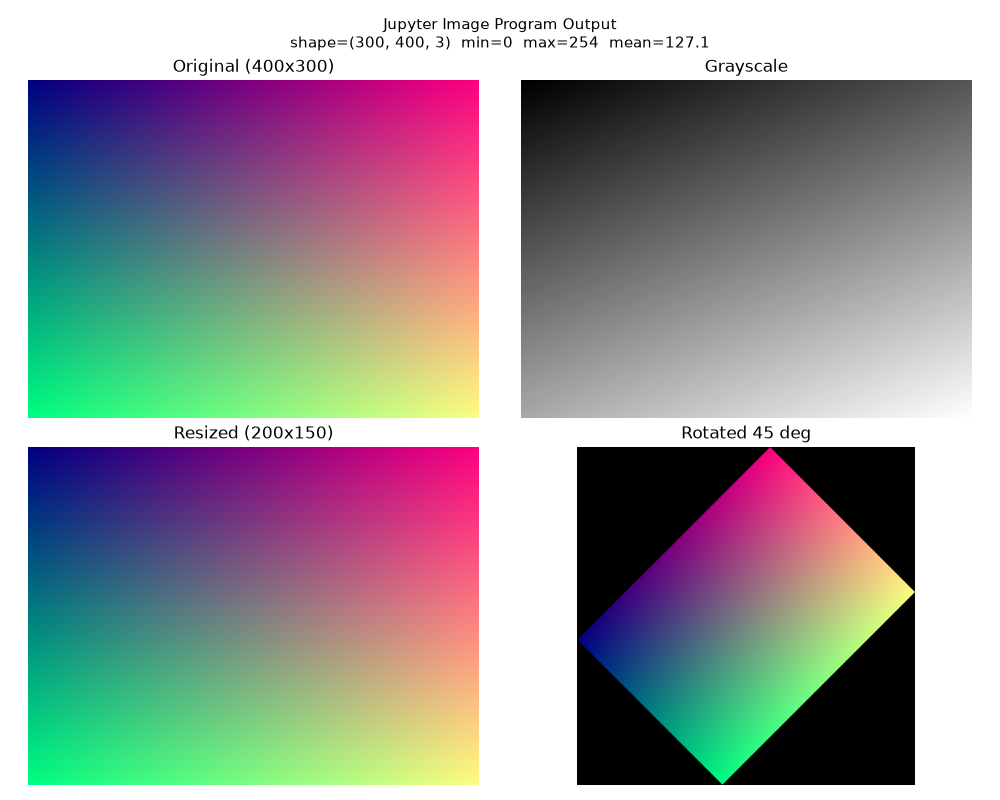 Jupyter Image Program Output
shape=(300, 400, 3)  min=0  max=254  mean=127.1
Original (400x300)
Grayscale
Resized (200x150)
Rotated 45 deg